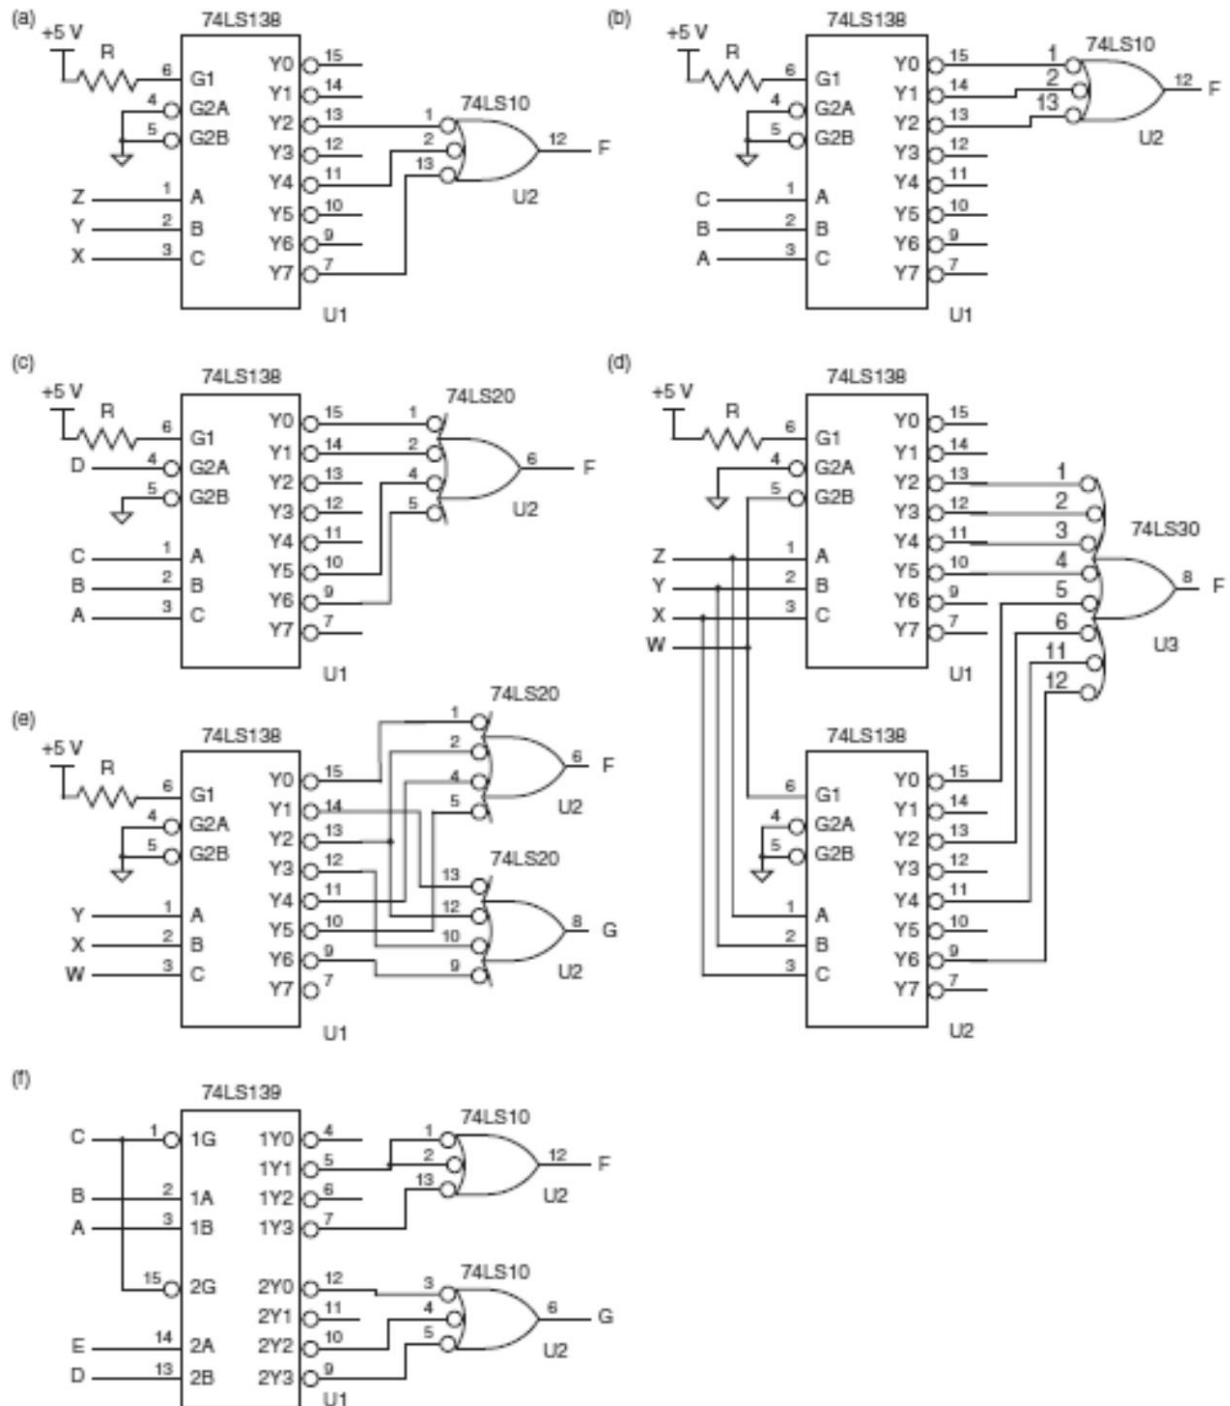 (a)
74LS138
+5 V
R
6 G1
4 G2A
5 G2B
Z 1 A
Y 2 B
X 3 C
Y0 15
Y1 14
Y2 13
Y3 12
Y4 11
Y5 10
Y6 9
Y7 7
U1
74LS10
1
2
13
12 F
U2
(b)
74LS138
+5 V
R
6 G1
4 G2A
5 G2B
C 1 A
B 2 B
A 3 C
Y0 15
Y1 14
Y2 13
Y3 12
Y4 11
Y5 10
Y6 9
Y7 7
U1
74LS10
1
2
13
12 F
U2
(c)
74LS138
+5 V
R
6 G1
D 4 G2A
5 G2B
C 1 A
B 2 B
A 3 C
Y0 15
Y1 14
Y2 13
Y3 12
Y4 11
Y5 10
Y6 9
Y7 7
U1
74LS20
1
2
4
5
6 F
U2
(d)
74LS138
+5 V
R
6 G1
4 G2A
5 G2B
Z 1 A
Y 2 B
X 3 C
W
Y0 15
Y1 14
Y2 13
Y3 12
Y4 11
Y5 10
Y6 9
Y7 7
U1
74LS30
1
2
3
4
5
6
11
12
8 F
U3
74LS138
6 G1
4 G2A
5 G2B
1 A
2 B
3 C
Y0 15
Y1 14
Y2 13
Y3 12
Y4 11
Y5 10
Y6 9
Y7 7
U2
(e)
74LS138
+5 V
R
6 G1
4 G2A
5 G2B
Y 1 A
X 2 B
W 3 C
Y0 15
Y1 14
Y2 13
Y3 12
Y4 11
Y5 10
Y6 9
Y7 7
U1
74LS20
1
2
4
5
6 F
U2
74LS20
13
12
10
9
8 G
U2
(f)
74LS139
C 1 1G
B 2 1A
A 3 1B
15 2G
E 14 2A
D 13 2B
1Y0 4
1Y1 5
1Y2 6
1Y3 7
2Y0 12
2Y1 11
2Y2 10
2Y3 9
U1
74LS10
1
2
13
12 F
U2
74LS10
3
4
5
6 G
U2